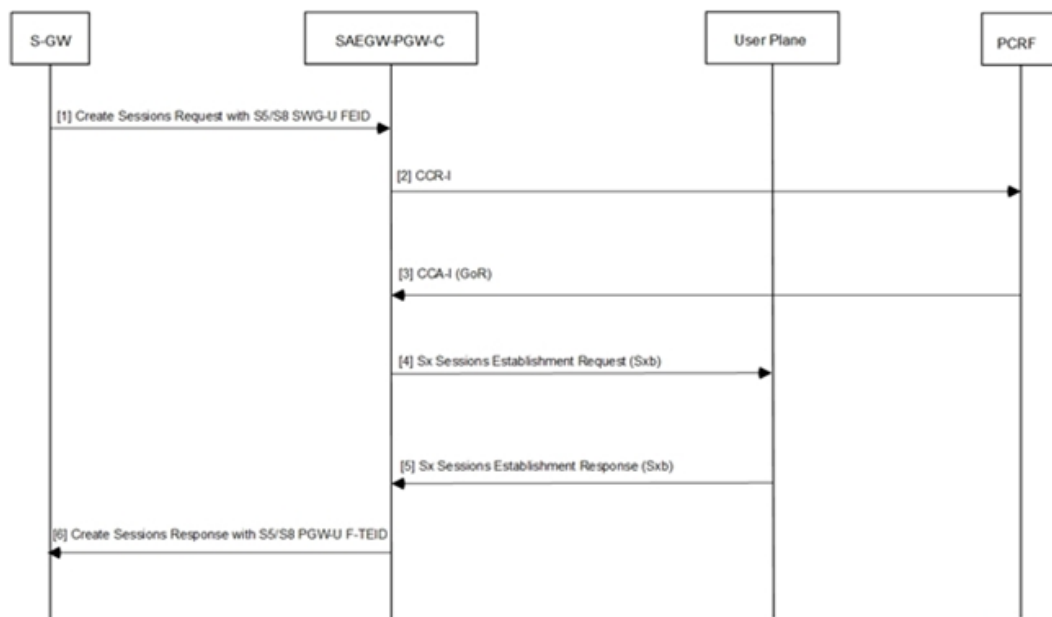 S-GW
SAEGW-PGW-C
User Plane
PCRF
[1] Create Sessions Request with S5/S8 SWG-U FEID
[2] CCR-I
[3] CCA-I (GoR)
[4] Sx Sessions Establishment Request (Sxb)
[5] Sx Sessions Establishment Response (Sxb)
[6] Create Sessions Response with S5/S8 PGW-U F-TEID